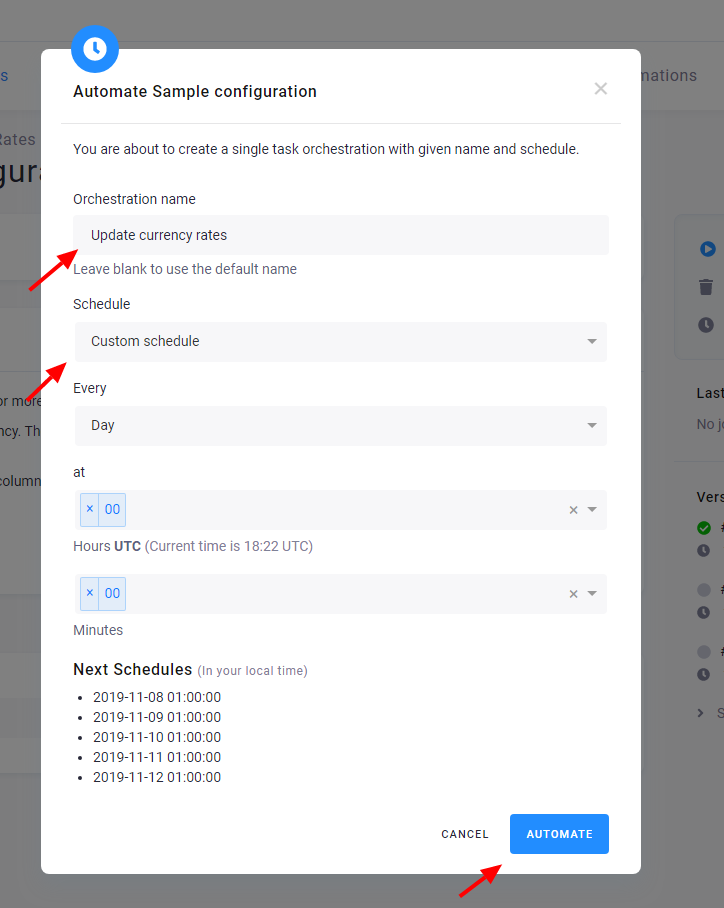 Automate Sample configuration
×
mations
s
Rates
You are about to create a single task orchestration with given name and schedule.
Orchestration name
Update currency rates
Leave blank to use the default name
Schedule
Custom schedule
or more
Every
Last
No j
ncy. Th
Day
at
column
Vers
× 00 ×
#
Hours UTC (Current time is 18:22 UTC)
× 00 ×
#
Minutes
#
Next Schedules (In your local time)
• 2019-11-08 01:00:00
• 2019-11-09 01:00:00
S
• 2019-11-10 01:00:00
• 2019-11-11 01:00:00
• 2019-11-12 01:00:00
CANCEL AUTOMATE